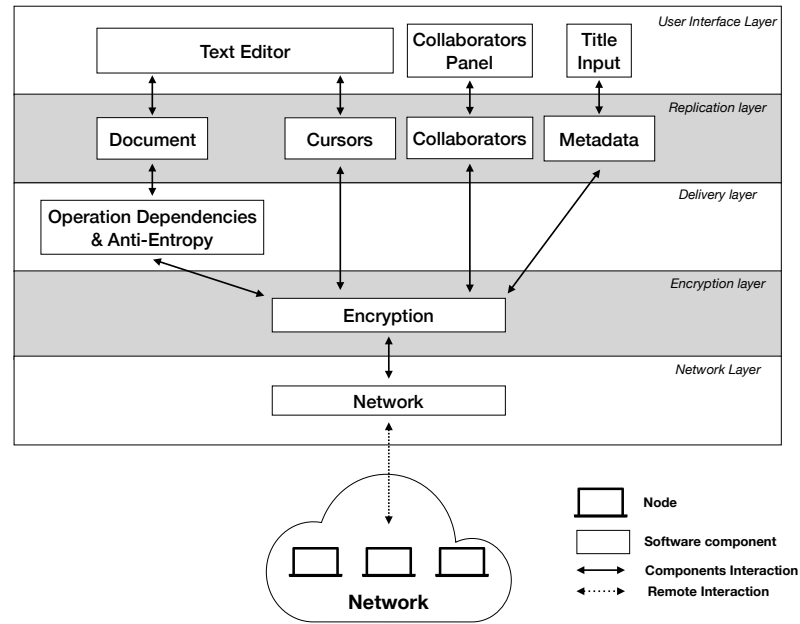 User Interface Layer
Text Editor
Collaborators
Panel
Title
Input
Replication layer
Document
Cursors
Collaborators
Metadata
Delivery layer
Operation Dependencies
& Anti-Entropy
Encryption layer
Encryption
Network Layer
Network
Node
Software component
Components Interaction
Remote Interaction
Network